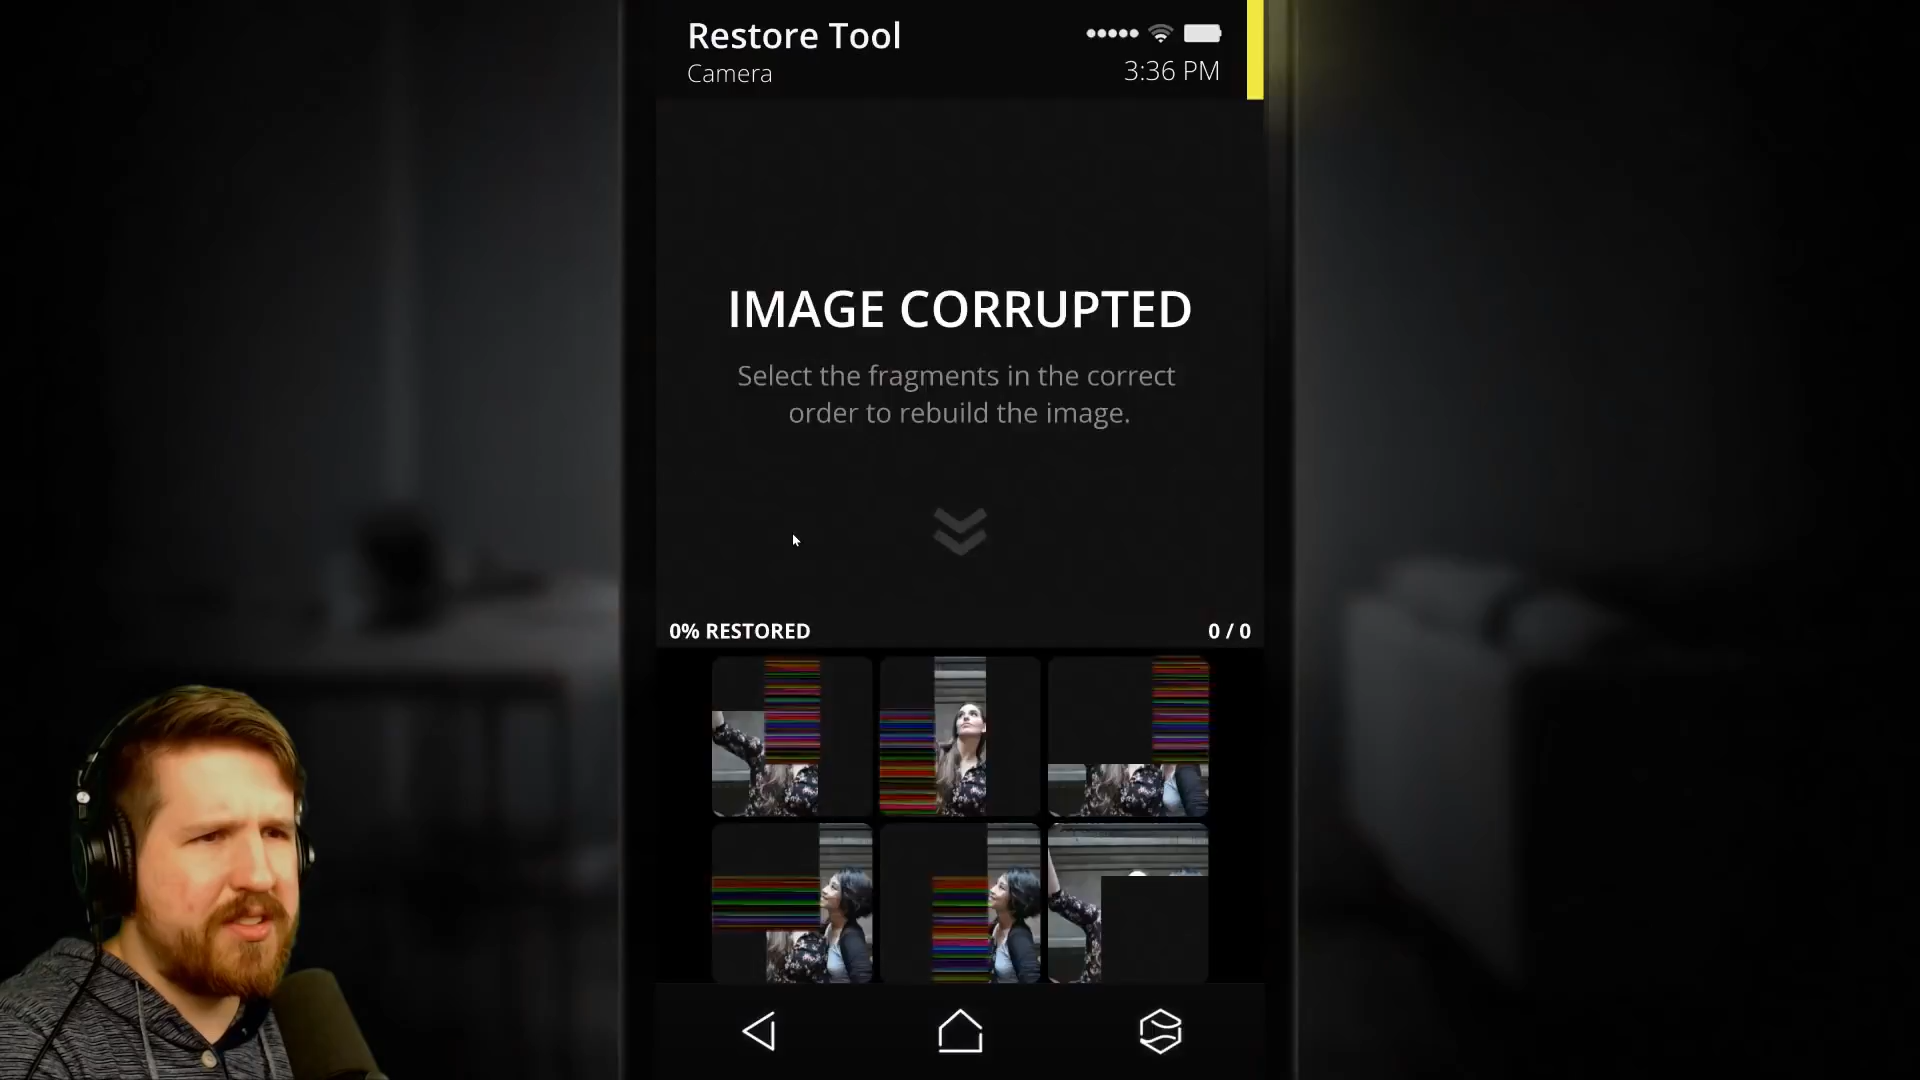 Restore Tool
Camera
3:36 PM
IMAGE CORRUPTED
Select the fragments in the correct
order to rebuild the image.
0% RESTORED
0 / 0